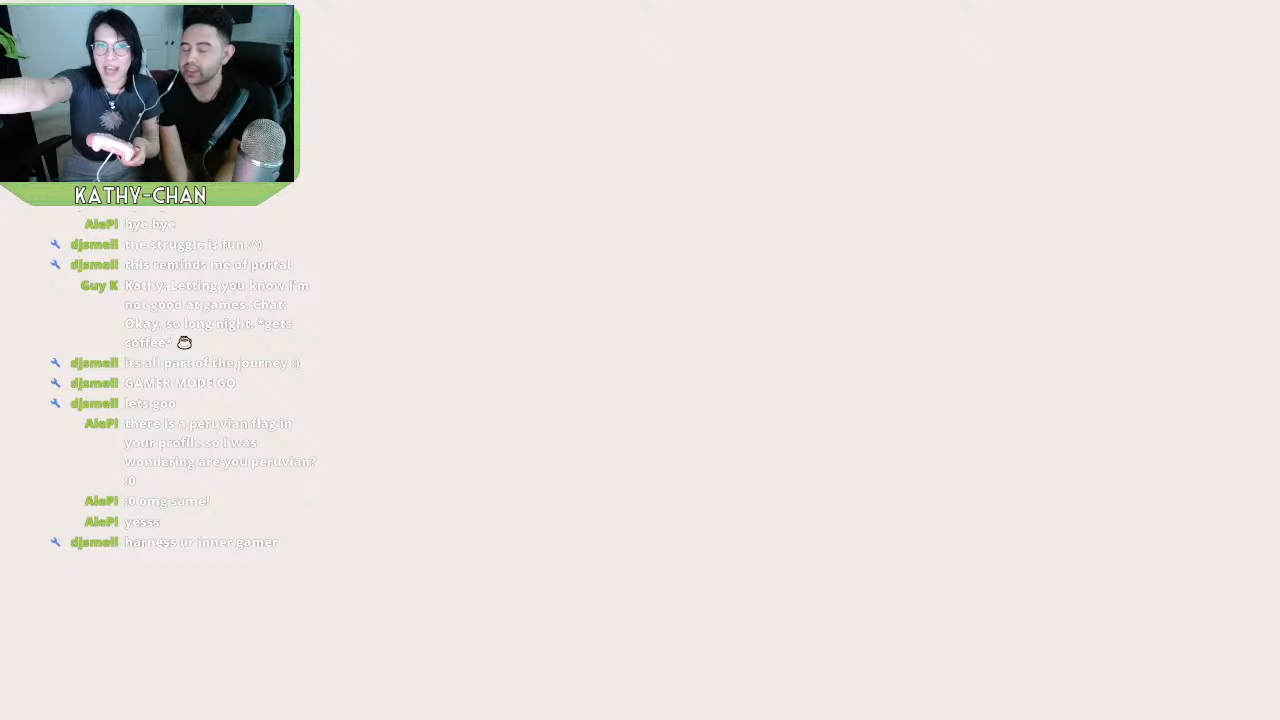 KATHY-CHAN
AlePi bye bye
djsmell the struggle is fun :^)
djsmell this reminds me of portal
Guy K Kathy: Letting you know I'm
not good at games. Chat:
Okay, so long night. *gets
coffee*
djsmell its all part of the journey :)
djsmell GAMER MODE GO
djsmell lets goo
AlePi there is a peruvian flag in
your profile so I was
wondering are you peruvian?
:0
AlePi :0 omg same!
AlePi yesss
djsmell harness ur inner gamer